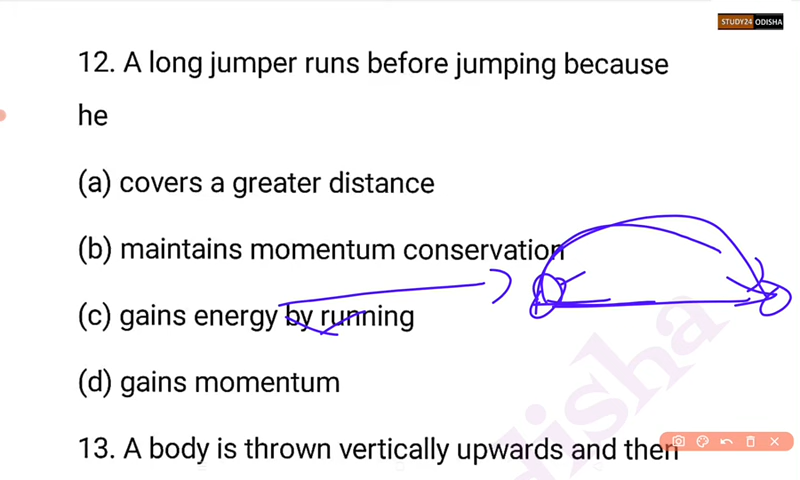 STUDY24 ODISHA
12. A long jumper runs before jumping because
he
(a) covers a greater distance
(b) maintains momentum conservation
(c) gains energy by running
(d) gains momentum
13. A body is thrown vertically upwards and then
disha